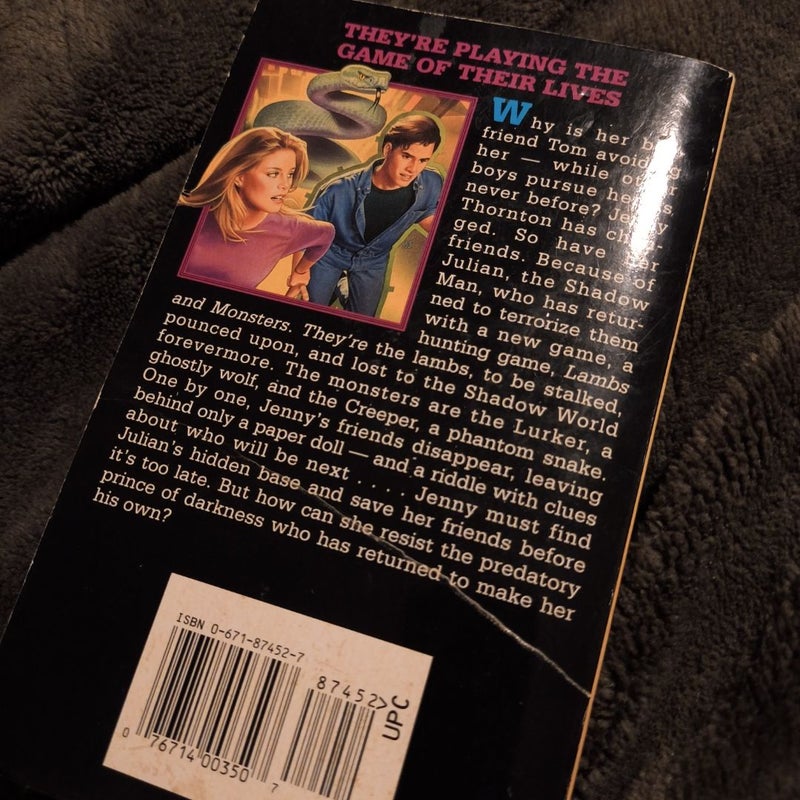 THEY'RE PLAYING THE
GAME OF THEIR LIVES
Why is her
friend Tom avoiding
her — while other
boys pursue her as
never before? Jenny
Thornton has chan-
ged. So have her
friends. Because of
Julian, the Shadow
Man, who has retur-
ned to terrorize them
with a new game, a
hunting game, Lambs
and Monsters. They're the lambs, to be stalked,
pounced upon, and lost to the Shadow World
forevermore. The monsters are the Lurker, a
ghostly wolf, and the Creeper, a phantom snake.
One by one, Jenny's friends disappear, leaving
behind only a paper doll — and a riddle with clues
about who will be next . . . . Jenny must find
Julian's hidden base and save her friends before
it's too late. But how can she resist the predatory
prince of darkness who has returned to make her
his own?
ISBN 0-671-87452-7
87452>
UPC
0 76714 00350 7